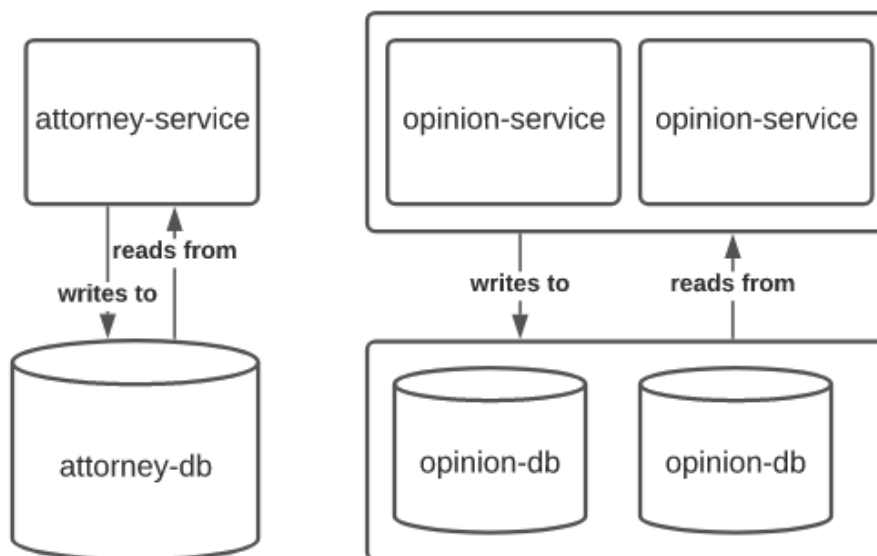 attorney-service
opinion-service
opinion-service
reads from
writes to
writes to
reads from
attorney-db
opinion-db
opinion-db